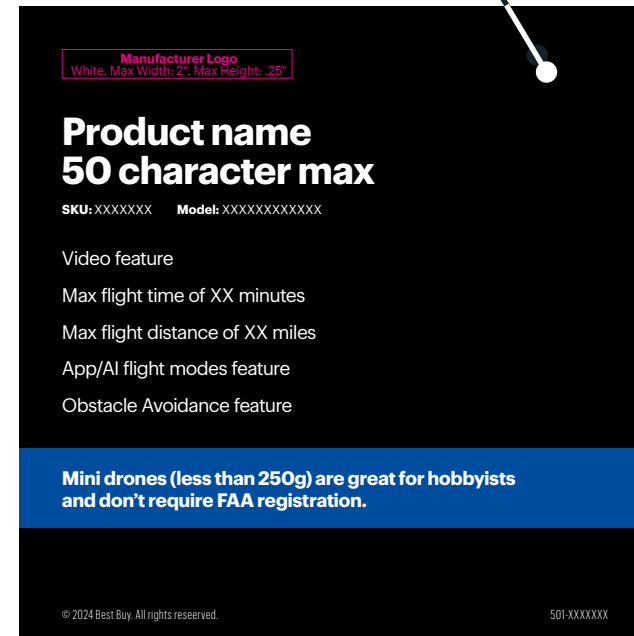 Manufacturer Logo
White, Max Width: 2", Max Height: .25"
Product name
50 character max
SKU: XXXXXXX Model: XXXXXXXXXXXX
Video feature
Max flight time of XX minutes
Max flight distance of XX miles
App/AI flight modes feature
Obstacle Avoidance feature
Mini drones (less than 250g) are great for hobbyists
and don’t require FAA registration.
© 2024 Best Buy. All rights reseerved.
501-XXXXXXX